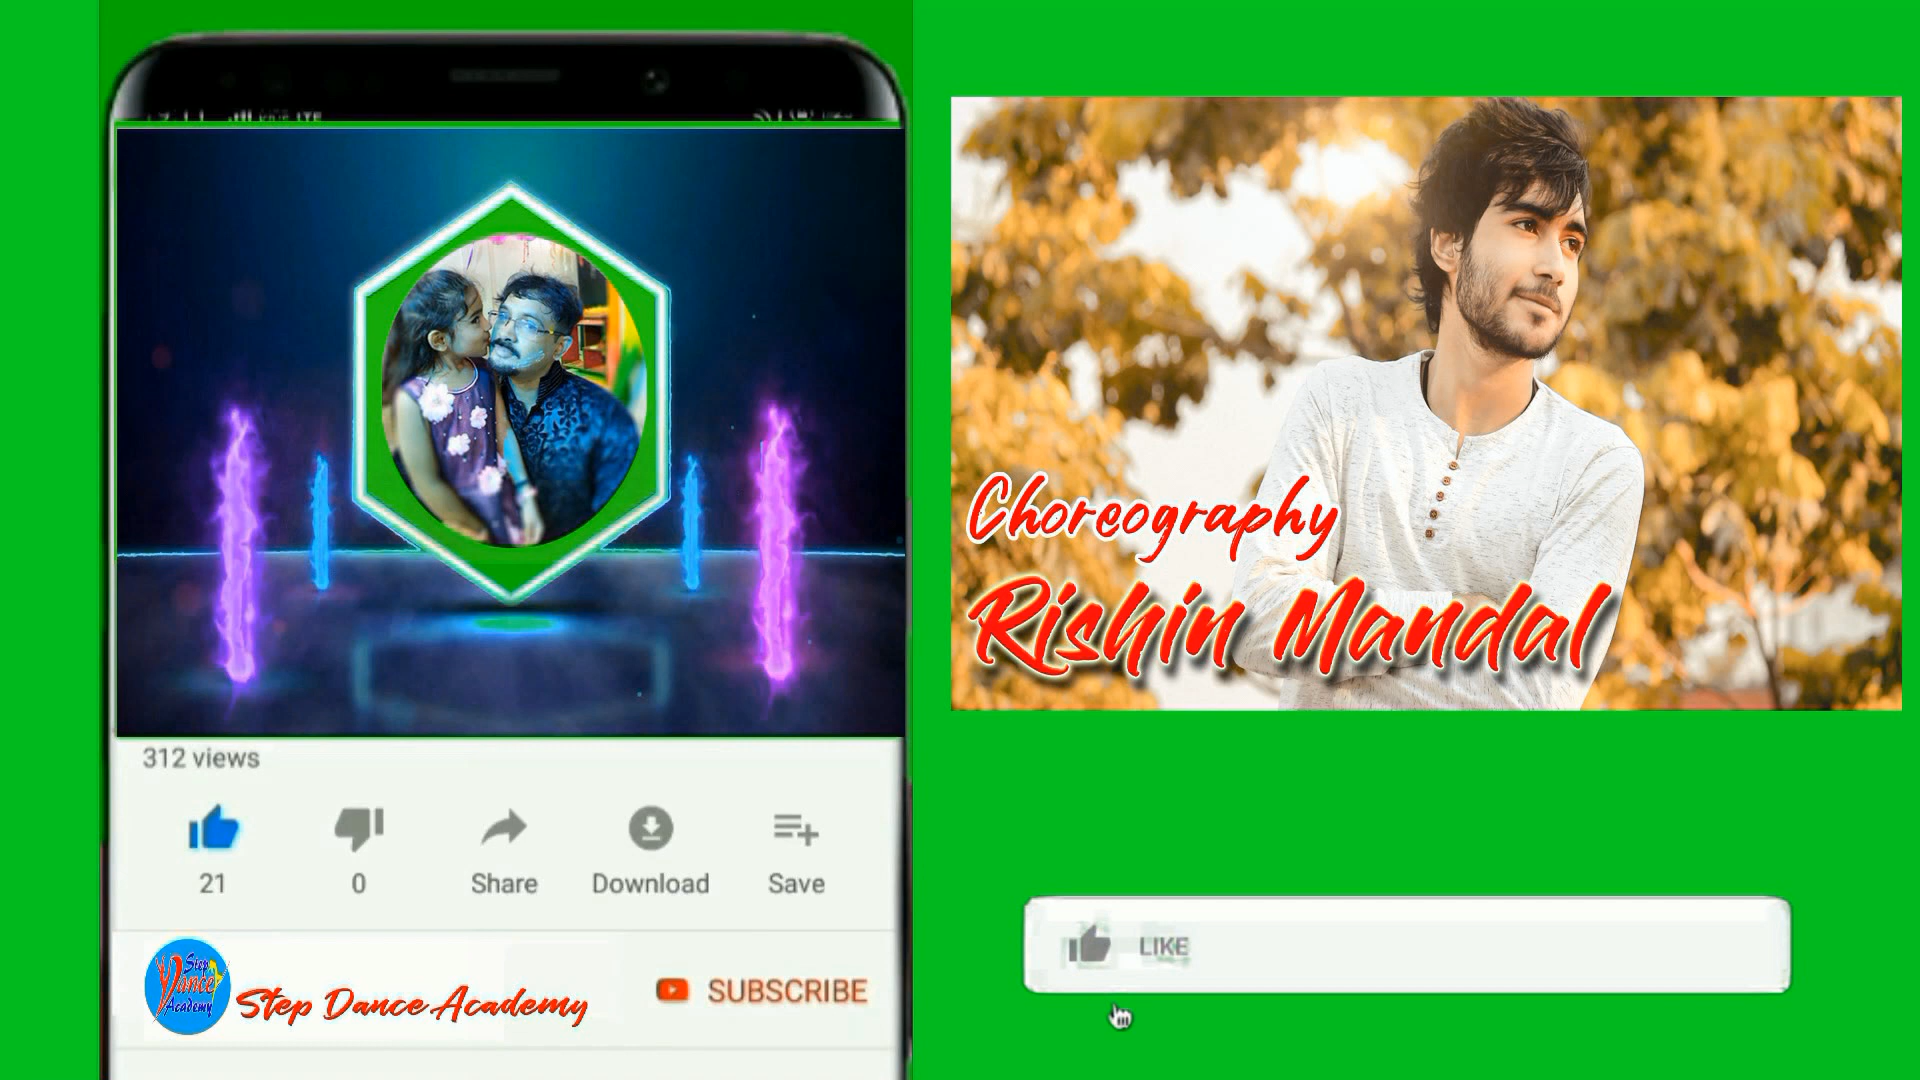 312 views
21
0
Share
Download
Save
Step
Dance
Academy
Step Dance Academy
SUBSCRIBE
Choreography
Rishin Mandal
LIKE